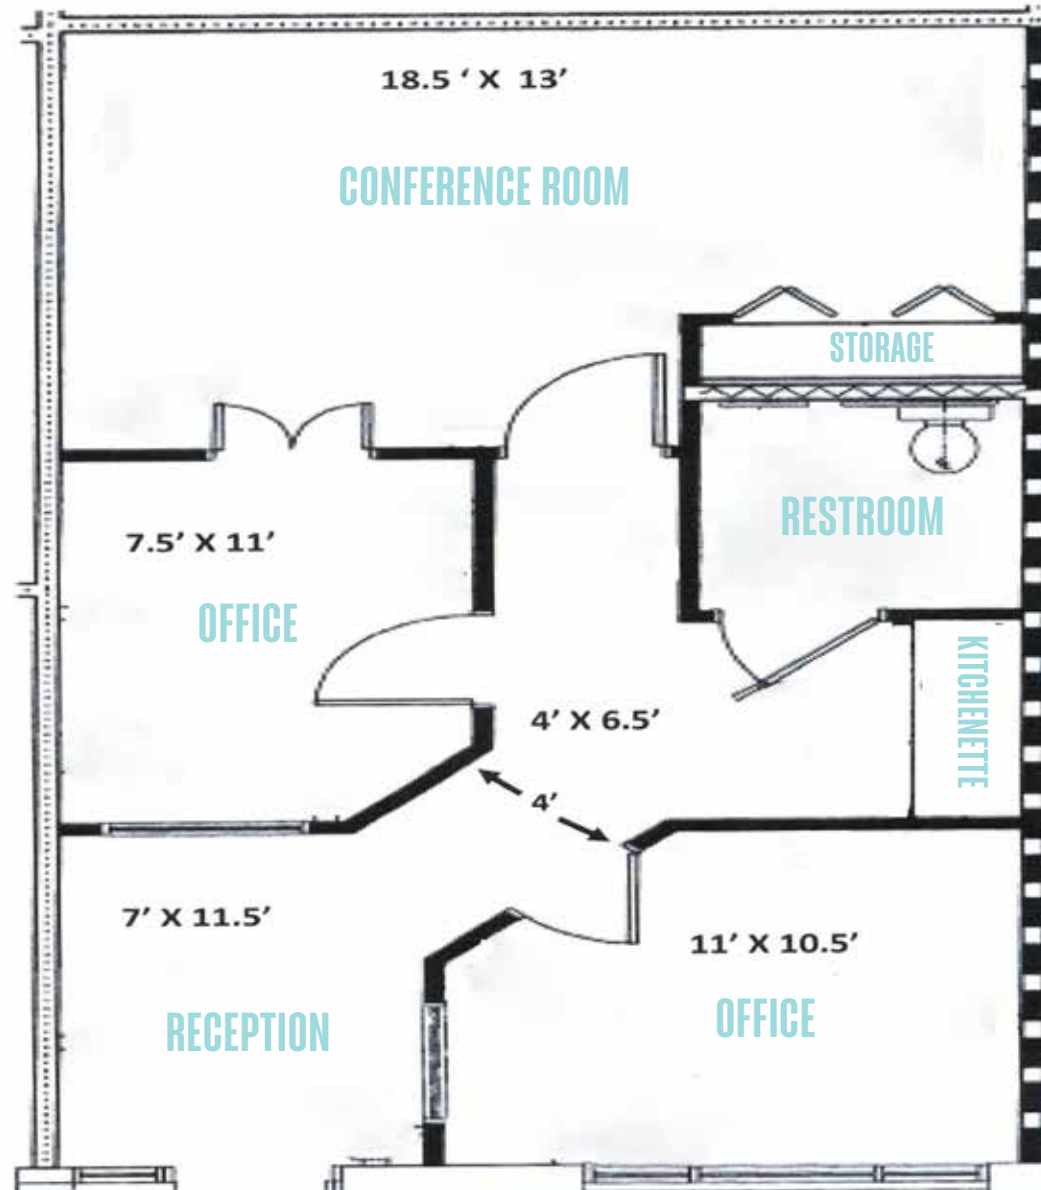 18.5 ‘ X 13’
CONFERENCE ROOM
STORAGE
RESTROOM
7.5’ X 11’
OFFICE
KITCHENETTE
4’ X 6.5’
4’
7’ X 11.5’
11’ X 10.5’
RECEPTION
OFFICE